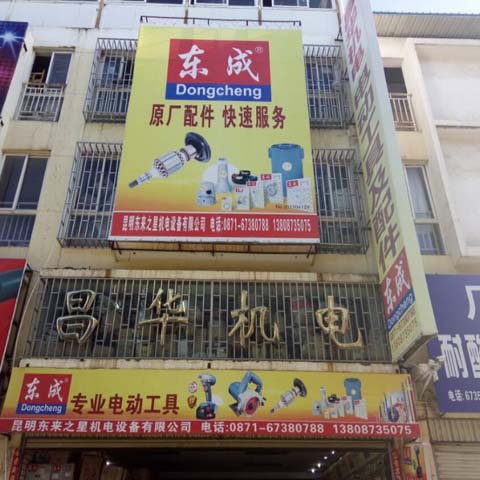 东成®
Dongcheng
原厂配件 快速服务
昆明东来之星机电设备有限公司 电话:0871-67380788 13808735075
昌华机电
东成
Dongcheng
专业电动工具
昆明东来之星机电设备有限公司 电话:0871-67380788 13808735075
东成
耐酸